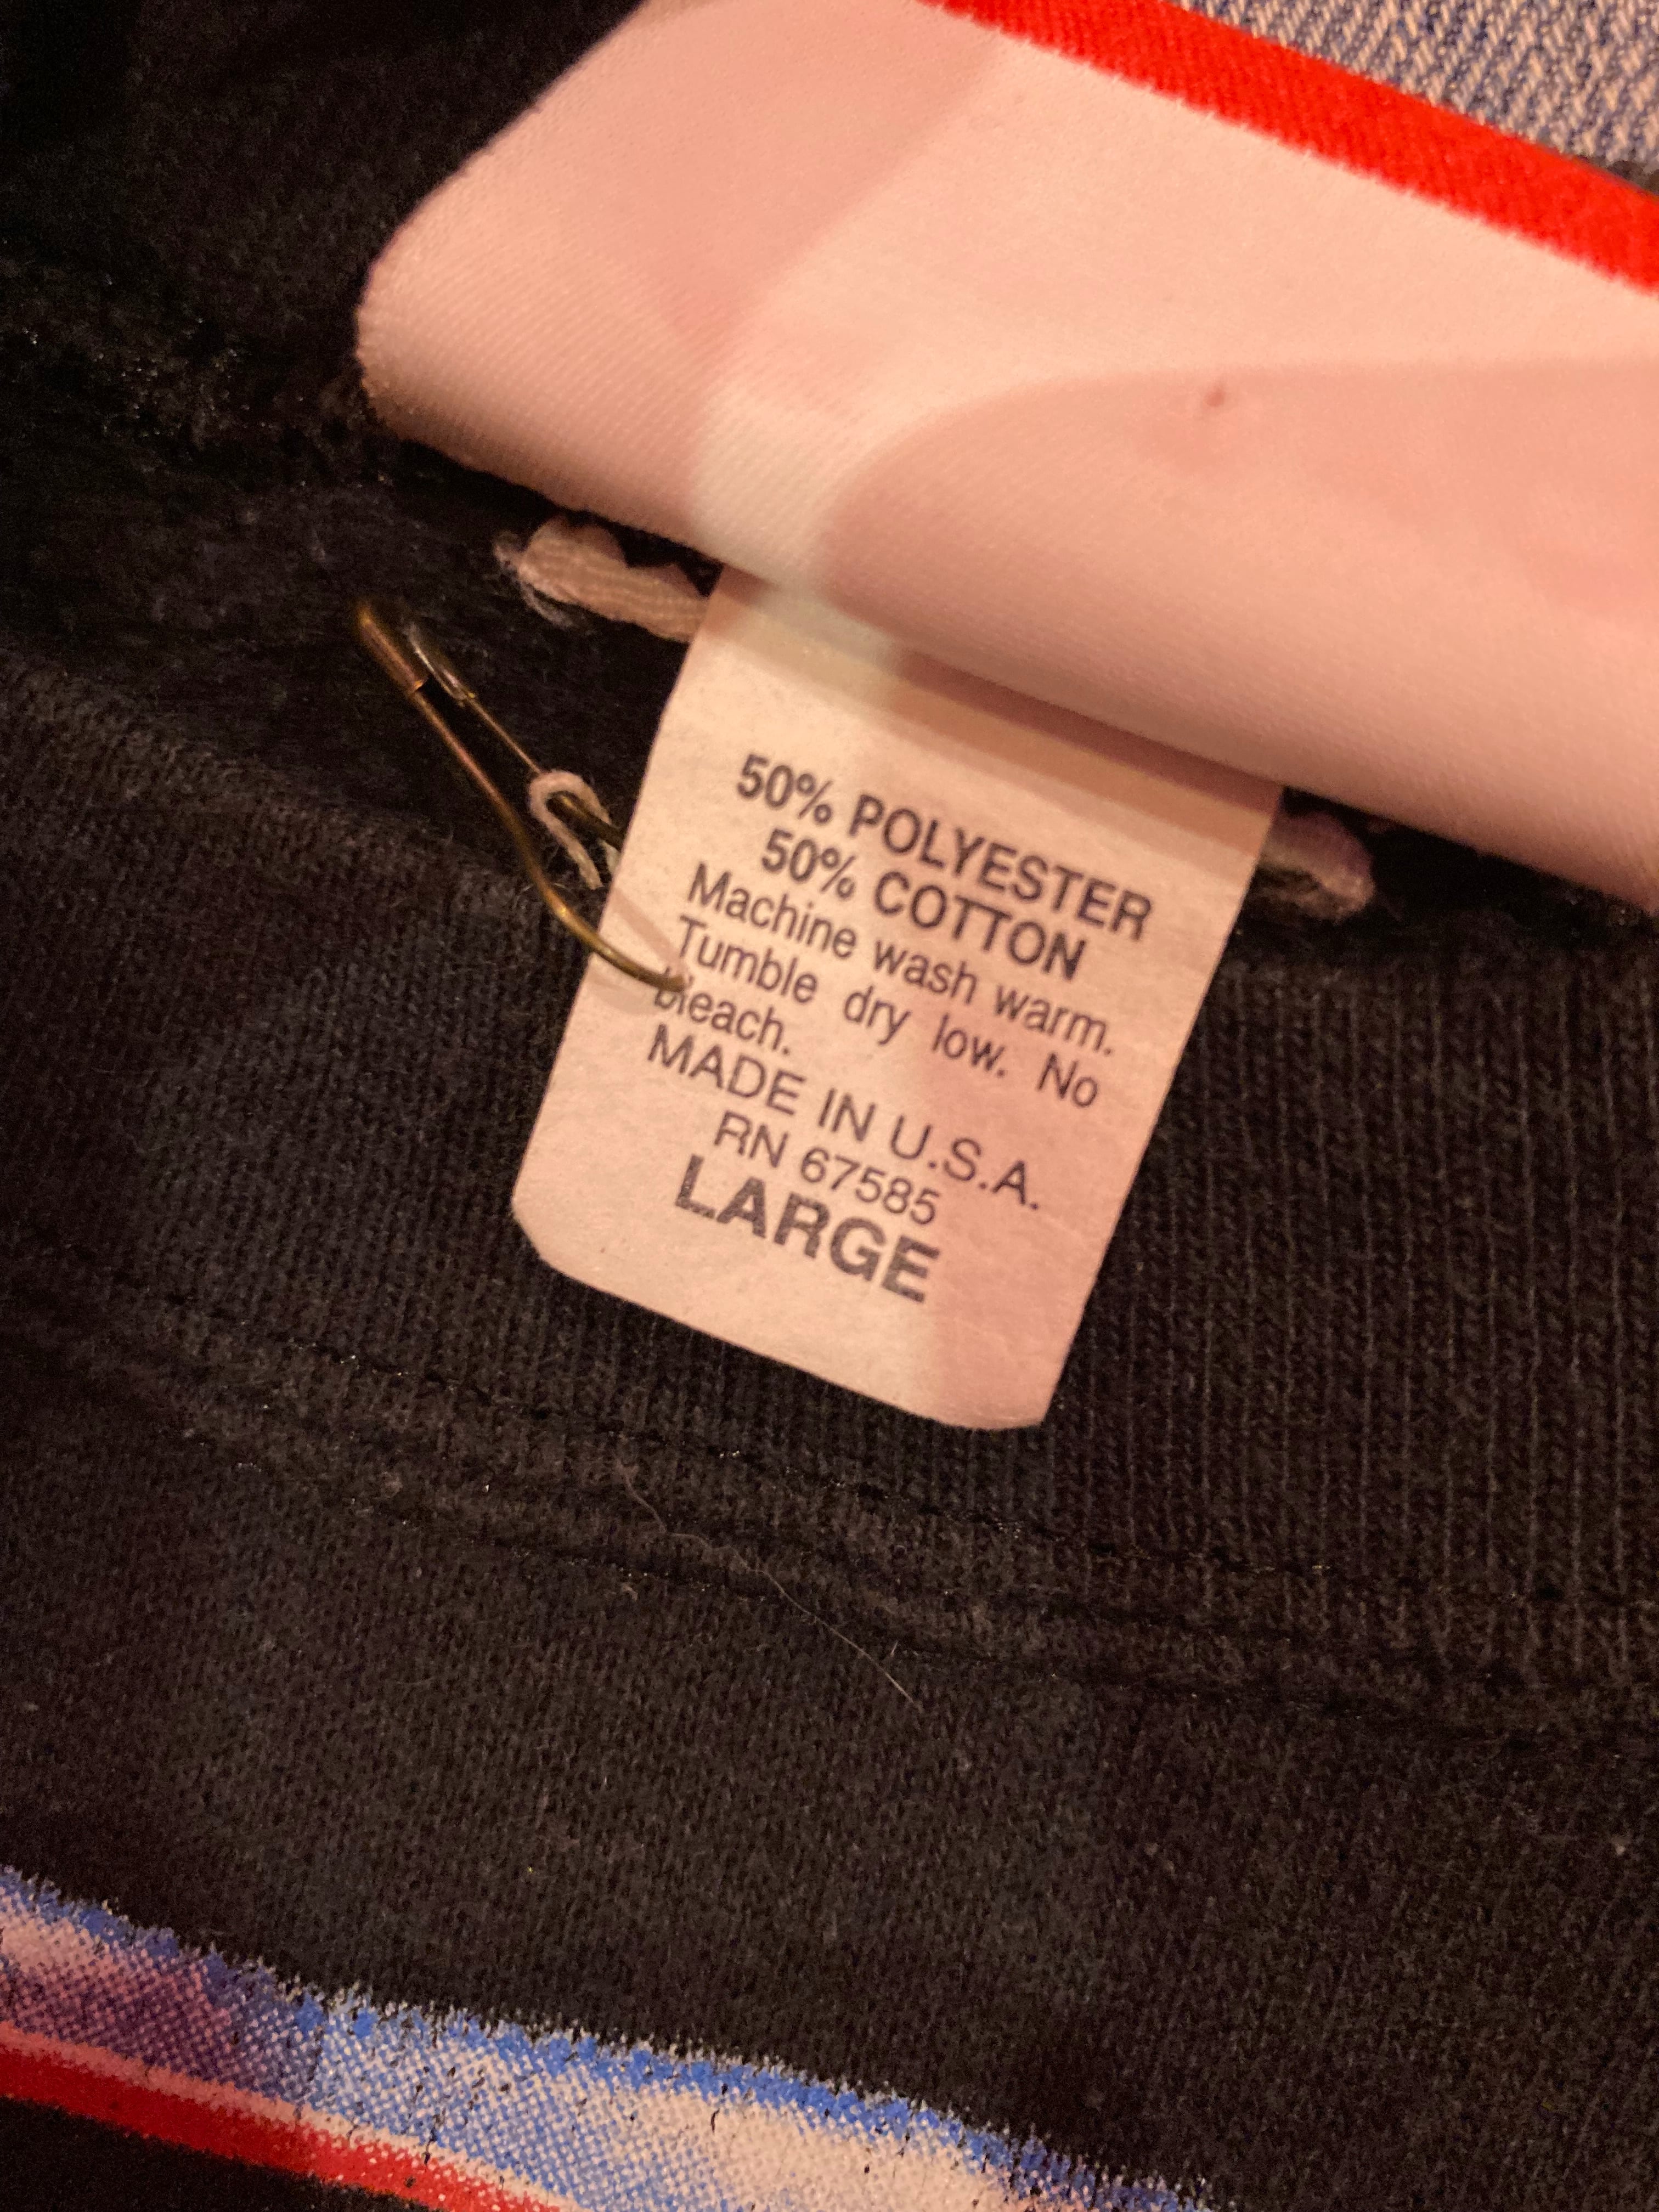 50% POLYESTER
50% COTTON
Machine wash warm.
Tumble dry low. No
bleach.
MADE IN U.S.A.
RN 67585
LARGE